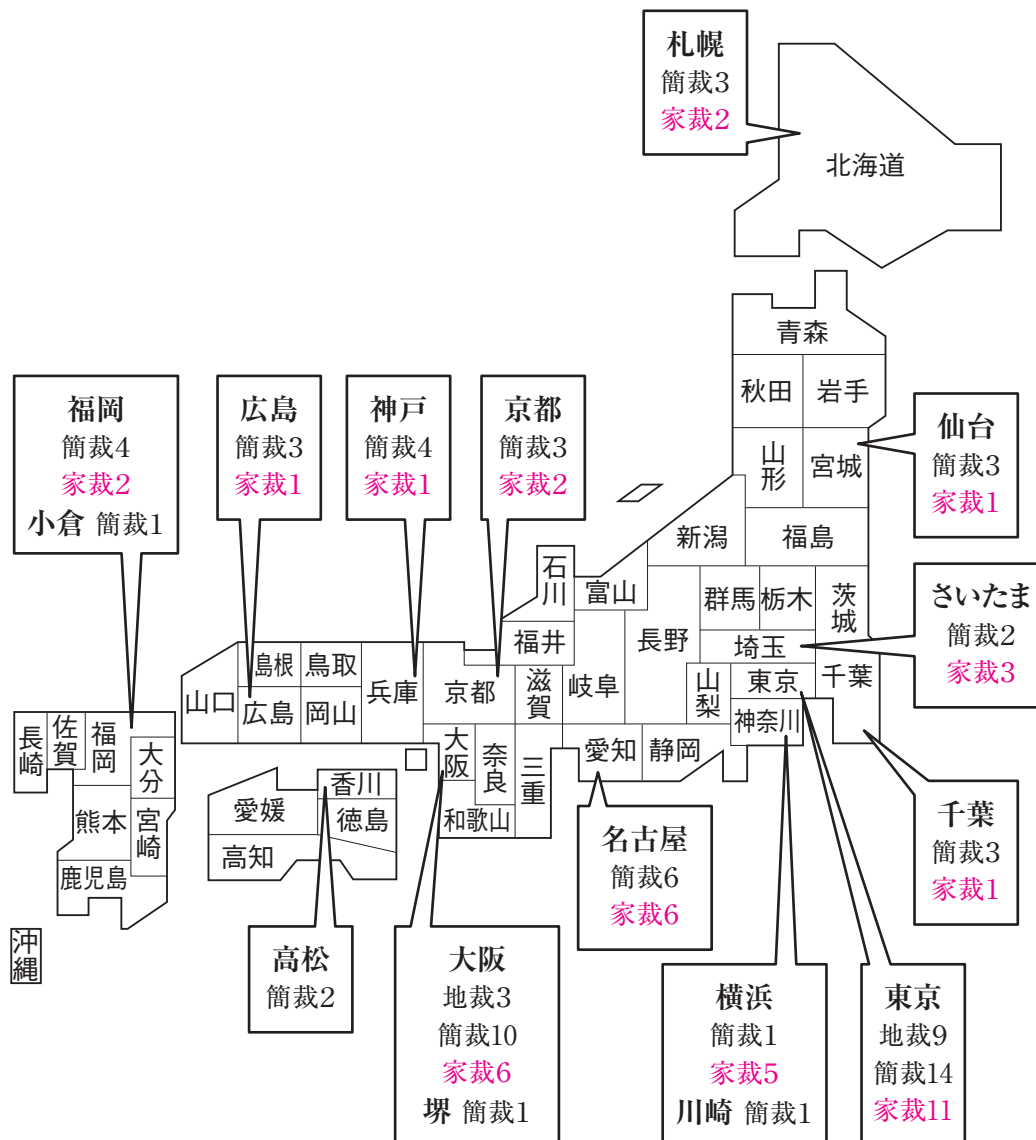 札幌
簡裁3
家裁2
北海道
青森
秋田
岩手
山形
宮城
仙台
簡裁3
家裁1
新潟
福島
福岡
簡裁4
家裁2
小倉 簡裁1
広島
簡裁3
家裁1
神戸
簡裁4
家裁1
京都
簡裁3
家裁2
石川
富山
群馬
栃木
茨城
さいたま
簡裁2
家裁3
福井
長野
埼玉
島根
鳥取
兵庫
京都
滋賀
岐阜
山梨
東京
千葉
山口
広島
岡山
神奈川
長崎
佐賀
福岡
大分
大阪
奈良
三重
愛知
静岡
香川
愛媛
徳島
和歌山
高知
熊本
宮崎
鹿児島
沖縄
名古屋
簡裁6
家裁6
千葉
簡裁3
家裁1
高松
簡裁2
大阪
地裁3
簡裁10
家裁6
堺 簡裁1
横浜
簡裁1
家裁5
川崎 簡裁1
東京
地裁9
簡裁14
家裁11